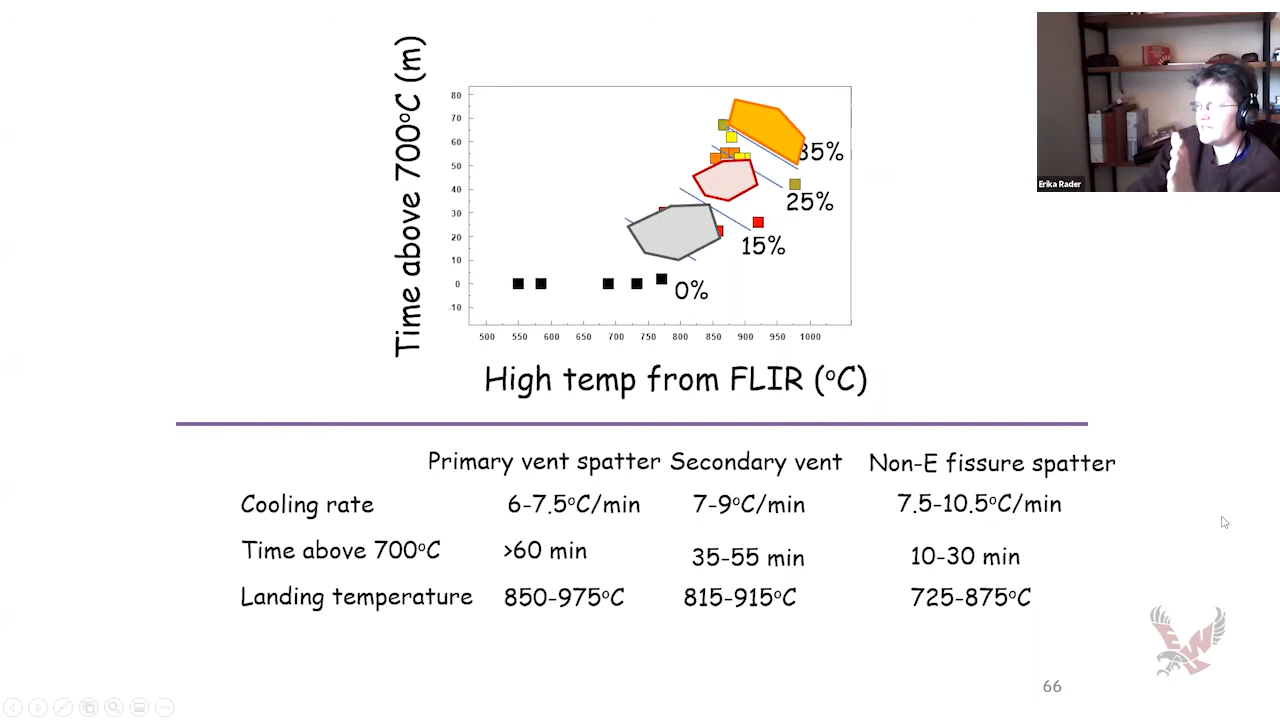 Time above 700°C (m)
80
70
60
50
40
30
20
10
0
-10
35%
25%
15%
0%
500 550 600 650 700 750 800 850 900 950 1000
High temp from FLIR (°C)
Erika Rader
Primary vent spatter Secondary vent Non-E fissure spatter
Cooling rate 6-7.5°C/min 7-9°C/min 7.5-10.5°C/min
Time above 700°C >60 min 35-55 min 10-30 min
Landing temperature 850-975°C 815-915°C 725-875°C
EW
66